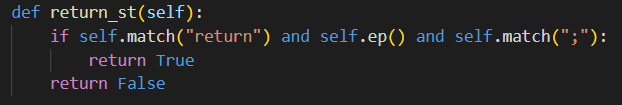 def return_st(self):
    if self.match("return") and self.ep() and self.match(";"):
        return True
    return False